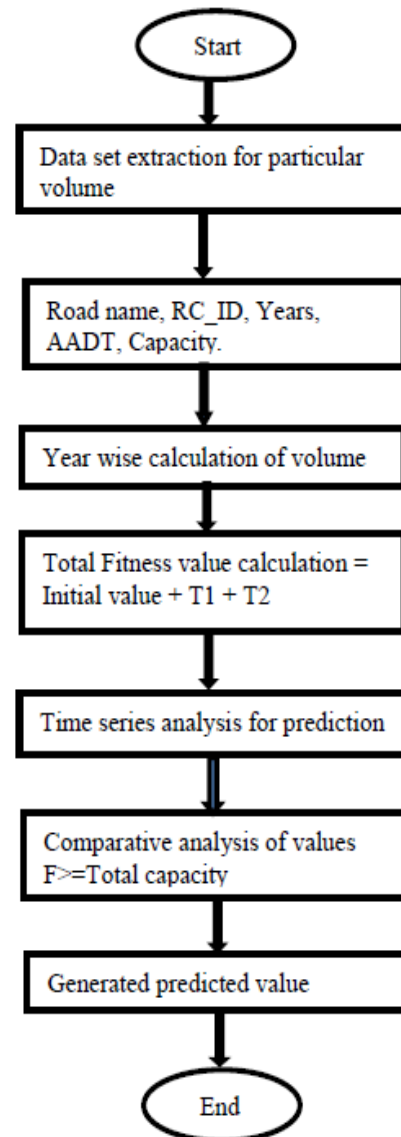 Start
Data set extraction for particular
volume
Road name, RC_ID, Years,
AADT, Capacity.
Year wise calculation of volume
Total Fitness value calculation =
Initial value + T1 + T2
Time series analysis for prediction
Comparative analysis of values
F>=Total capacity
Generated predicted value
End